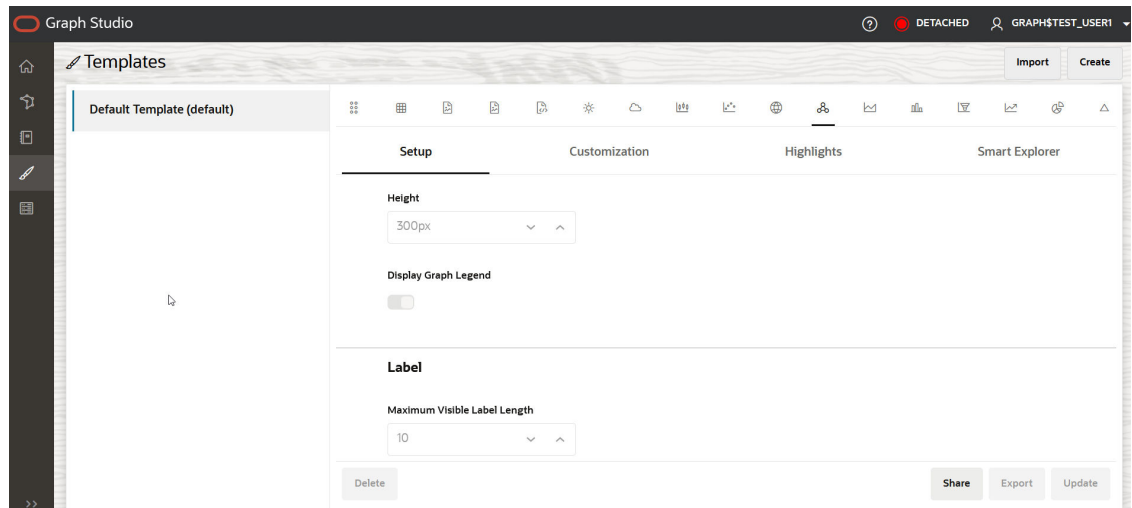 Graph Studio
DETACHED
GRAPH$TEST_USER1
Templates
Import
Create
Default Template (default)
Setup
Customization
Highlights
Smart Explorer
Height
300px
Display Graph Legend
Label
Maximum Visible Label Length
10
Delete
Share
Export
Update